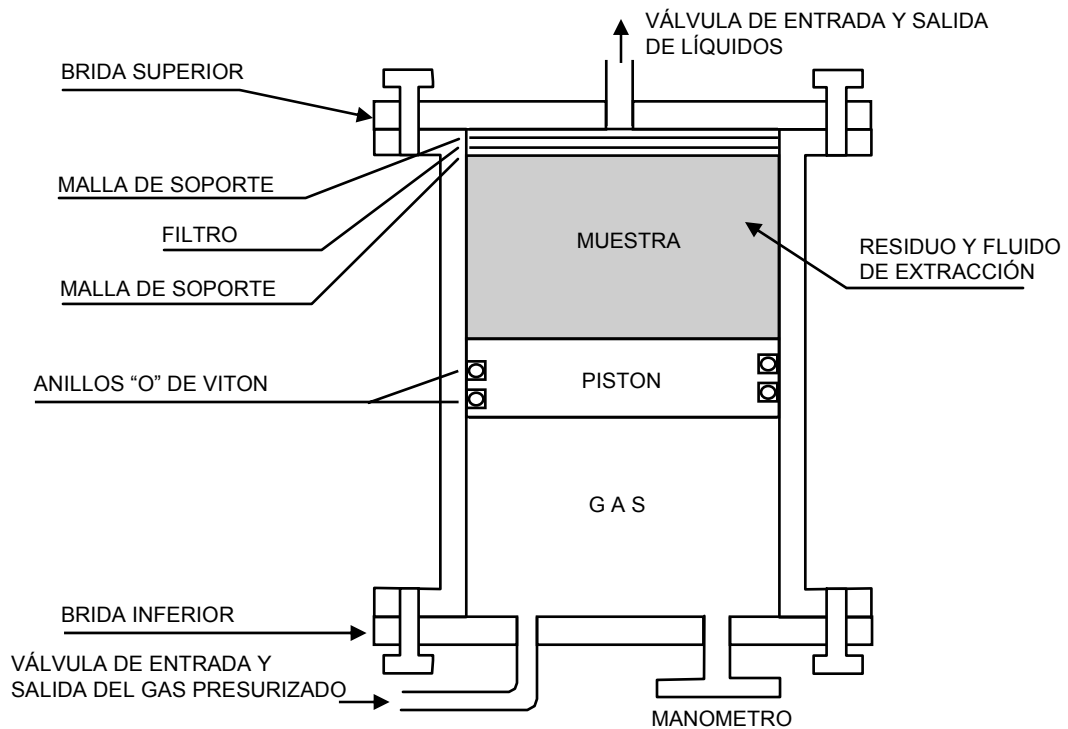 VÁLVULA DE ENTRADA Y SALIDA
DE LÍQUIDOS
BRIDA SUPERIOR
MALLA DE SOPORTE
FILTRO
MALLA DE SOPORTE
MUESTRA
RESIDUO Y FLUIDO
DE EXTRACCIÓN
ANILLOS “O” DE VITON
PISTON
G A S
BRIDA INFERIOR
VÁLVULA DE ENTRADA Y
SALIDA DEL GAS PRESURIZADO
MANOMETRO